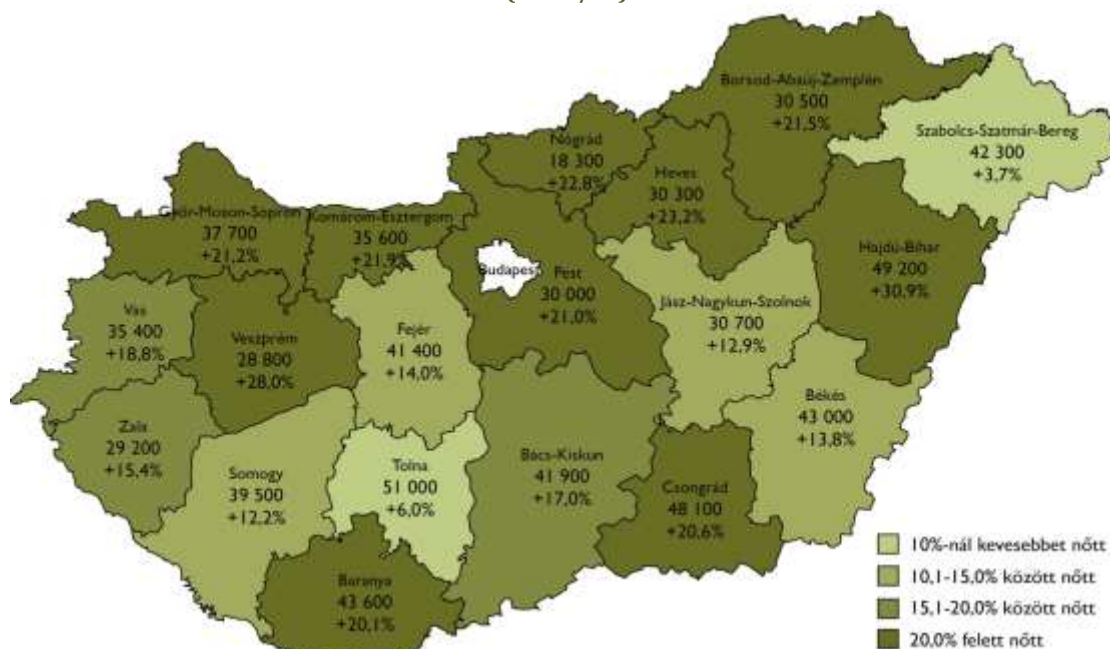 Borsod-Abaúj-Zemplén
30 500
+21,5%
Szabolcs-Szatmár-Bereg
42 300
+3,7%
Nógrád
18 300
+22,8%
Heves
30 300
+23,2%
Győr-Moson-Sopron
37 700
+21,2%
Komárom-Esztergom
35 600
+21,9%
Budapest
Pest
30 000
+21,0%
Hajdú-Bihar
49 200
+30,9%
Jász-Nagykun-Szolnok
30 700
+12,9%
Vas
35 400
+18,8%
Veszprém
28 800
+28,0%
Fejér
41 400
+14,0%
Békés
43 000
+13,8%
Zala
29 200
+15,4%
Somogy
39 500
+12,2%
Tolna
51 000
+6,0%
Bács-Kiskun
41 900
+17,0%
Csongrád
48 100
+20,6%
Baranya
43 600
+20,1%
10%-nál kevesebbet nőtt
10,1-15,0% között nőtt
15,1-20,0% között nőtt
20,0% felett nőtt